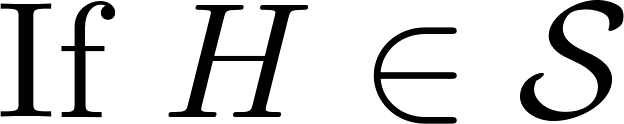 If H ∈ 𝒮